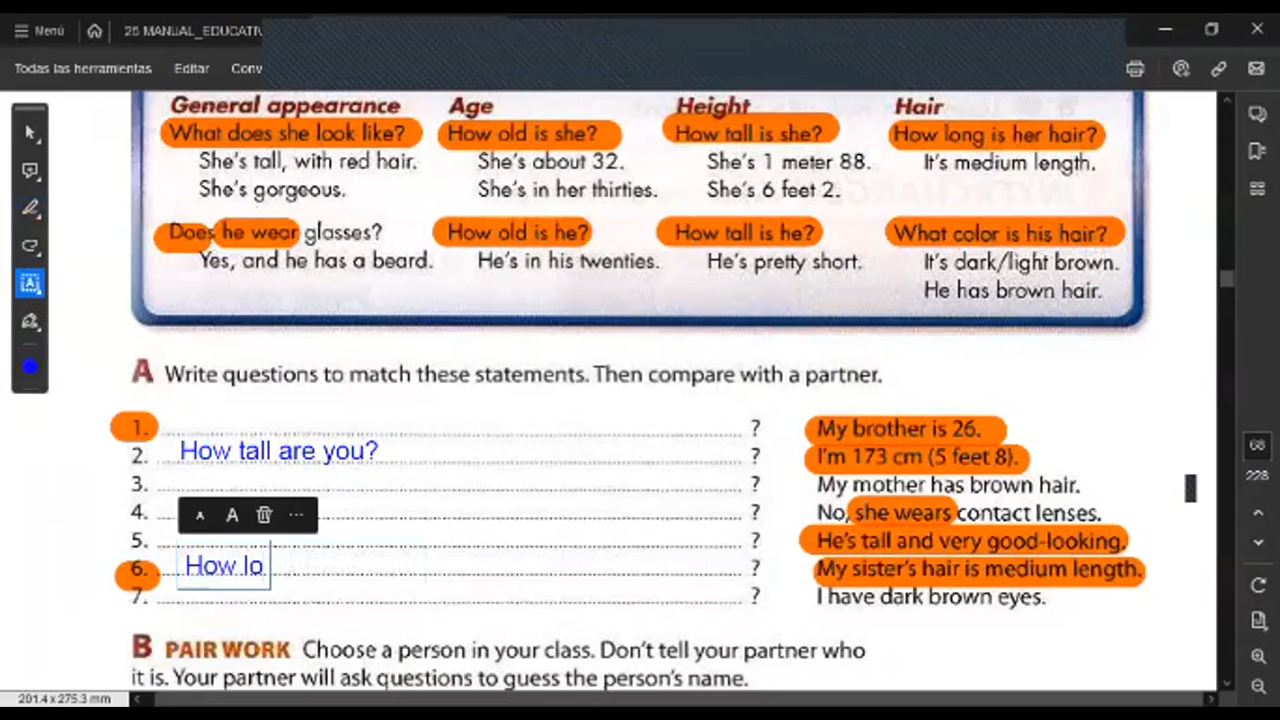 Menú
26 MANUAL_EDUCATIV
Todas las herramientas Editar Conv
General appearance Age Height Hair
What does she look like? How old is she? How tall is she? How long is her hair?
She's tall, with red hair. She's about 32. She's 1 meter 88. It's medium length.
She's gorgeous. She's in her thirties. She's 6 feet 2.
Does he wear glasses? How old is he? How tall is he? What color is his hair?
Yes, and he has a beard. He's in his twenties. He's pretty short. It's dark/light brown.
He has brown hair.
A Write questions to match these statements. Then compare with a partner.
1. ? My brother is 26.
2. How tall are you? ? I'm 173 cm (5 feet 8).
3. ? My mother has brown hair.
4. ? No, she wears contact lenses.
5. ? He's tall and very good-looking.
6. How lo ? My sister's hair is medium length.
7. ? I have dark brown eyes.
B PAIR WORK Choose a person in your class. Don't tell your partner who
it is. Your partner will ask questions to guess the person's name.
68
228
201.4 x 275.3 mm